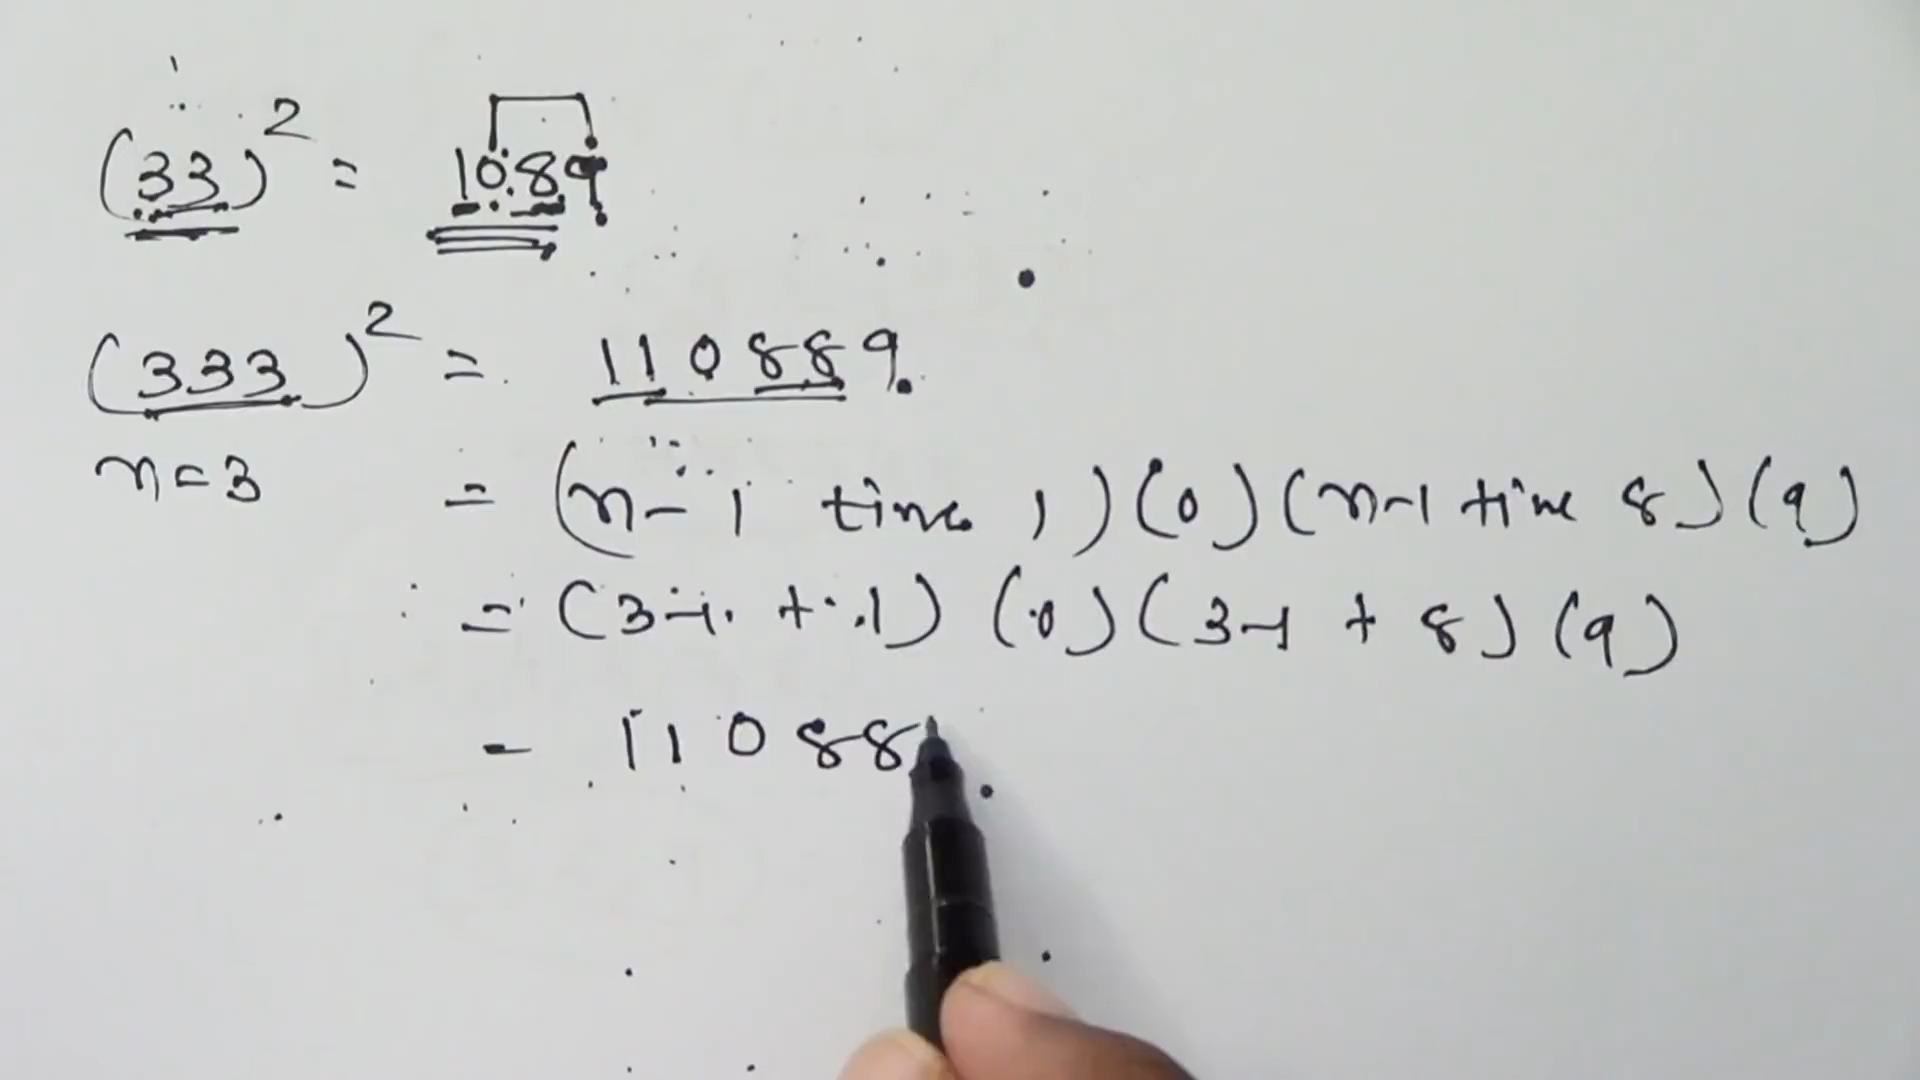 (33)² = 1089
(333)² = 110889
n=3 = (n-1 time 1)(0)(n-1 time 8)(9)
= (3-1 + 1) (0) (3-1 + 8) (9)
- 11088